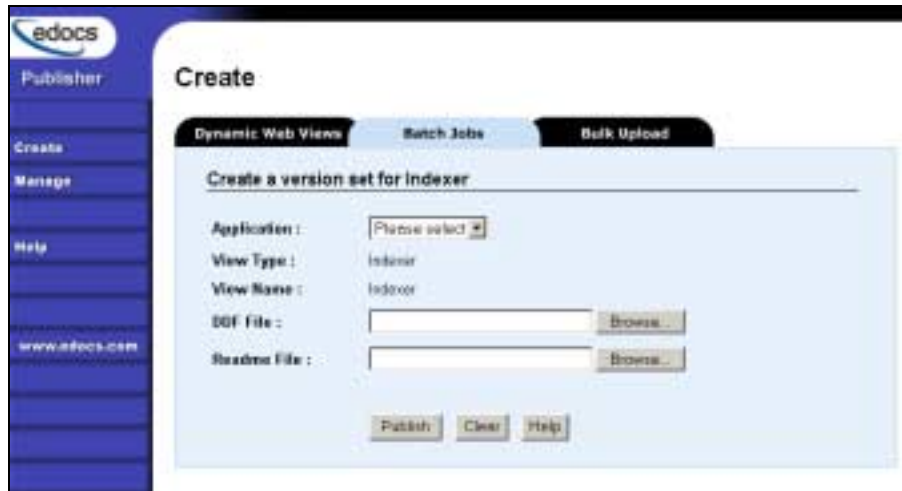 edocs
Publisher
Create
Manage
Help
www.edocs.com
Create
Dynamic Web Views
Batch Jobs
Bulk Upload
Create a version set for Indexer
Application :
Please select
View Type :
Indexer
View Name :
Indexer
DDF File :
Browse...
Readme File :
Browse...
Publish
Clear
Help